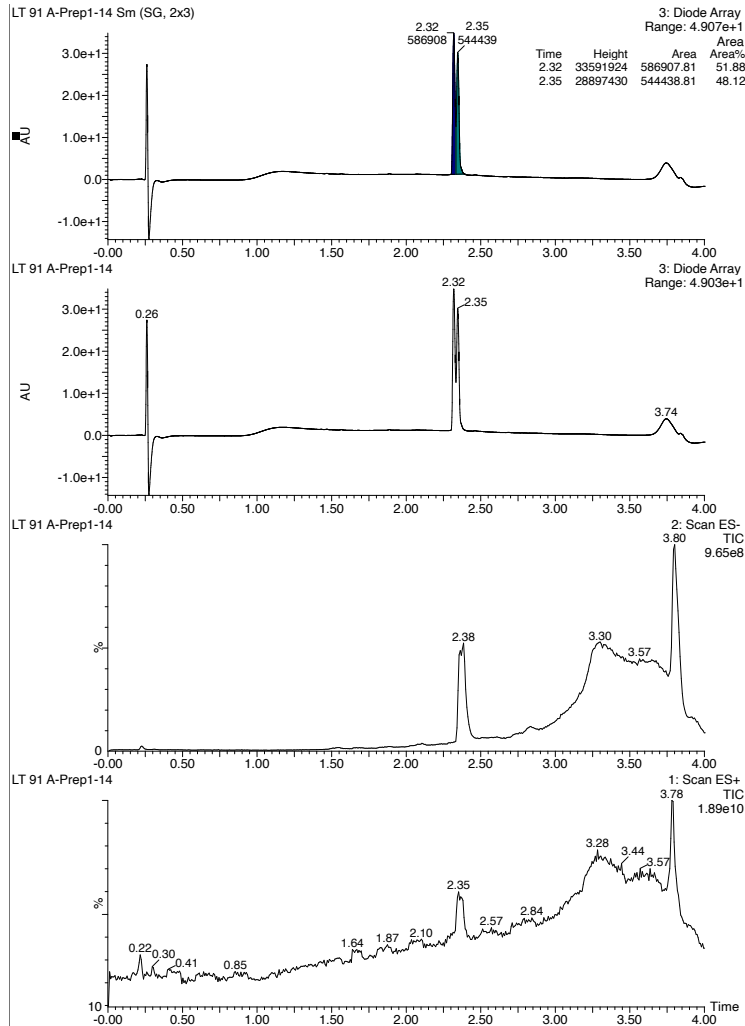 LT 91 A-Prep1-14 Sm (SG, 2x3)
3: Diode Array
Range: 4.907e+1
Area
Time Height Area Area%
2.32 33591924 586907.81 51.88
2.35 28897430 544438.81 48.12
2.32 2.35
586908 544439
AU
3.0e+1
2.0e+1
1.0e+1
0.0
-1.0e+1
-0.00 0.50 1.00 1.50 2.00 2.50 3.00 3.50 4.00
LT 91 A-Prep1-14
3: Diode Array
Range: 4.903e+1
2.32
2.35
0.26
3.74
AU
3.0e+1
2.0e+1
1.0e+1
0.0
-1.0e+1
-0.00 0.50 1.00 1.50 2.00 2.50 3.00 3.50 4.00
LT 91 A-Prep1-14
2: Scan ES-
TIC
9.65e8
3.80
2.38
3.30
3.57
%
0
-0.00 0.50 1.00 1.50 2.00 2.50 3.00 3.50 4.00
LT 91 A-Prep1-14
1: Scan ES+
TIC
1.89e10
3.78
3.28
3.44
3.57
2.35
2.57
2.84
2.10
1.87
1.64
0.22
0.30
0.41
0.85
%
10
Time
-0.00 0.50 1.00 1.50 2.00 2.50 3.00 3.50 4.00